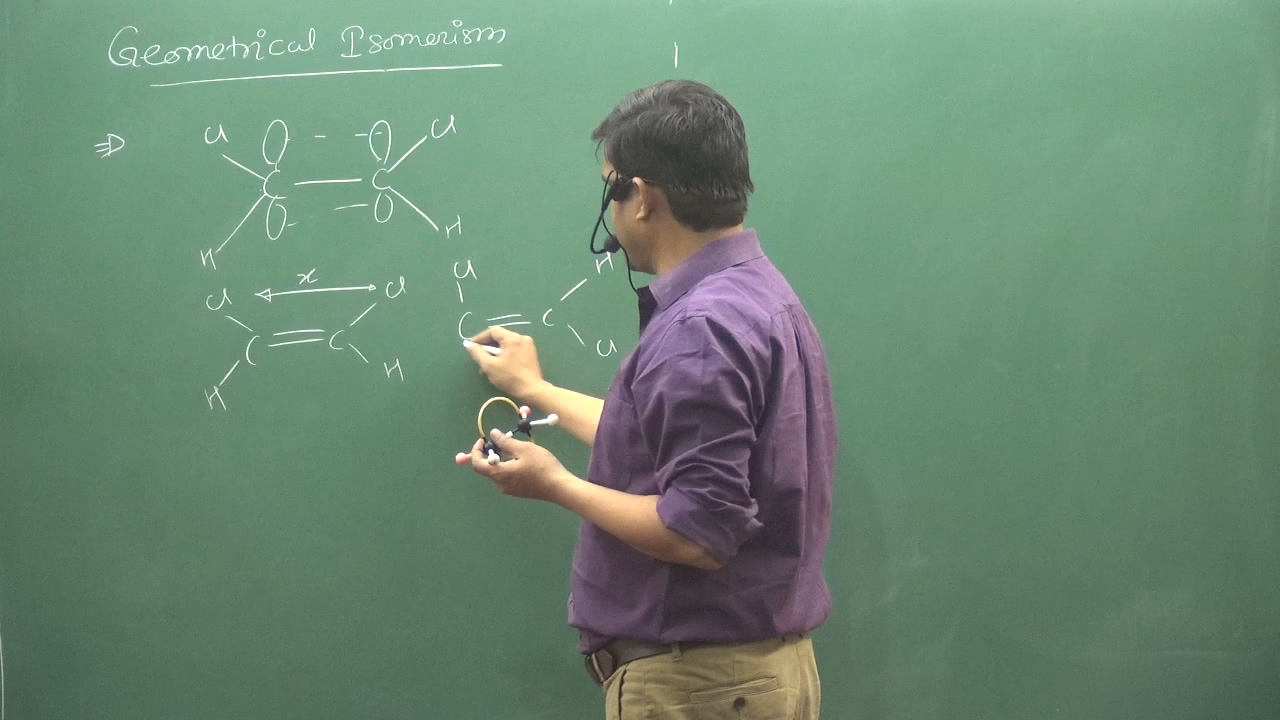 Geometrical Isomerism
⇒ Cl Cl
C C
H H
x
Cl Cl
C = C
H H
Cl H
C = C
Cl